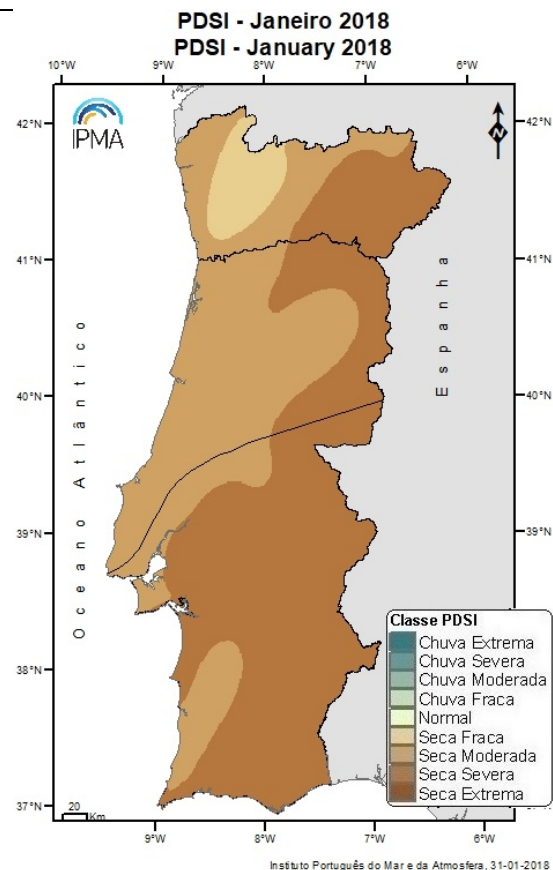 PDSI - Janeiro 2018
PDSI - January 2018
10°W 9°W 8°W 7°W 6°W
IPMA
N
42°N 42°N
41°N 41°N
Espanha
Oceano Atlântico
40°N 40°N
39°N 39°N
Classe PDSI
Chuva Extrema
Chuva Severa
Chuva Moderada
Chuva Fraca
Normal
Seca Fraca
Seca Moderada
Seca Severa
Seca Extrema
38°N
37°N
20
Km
9°W 8°W 7°W 6°W
Instituto Português do Mar e da Atmosfera, 31-01-2018